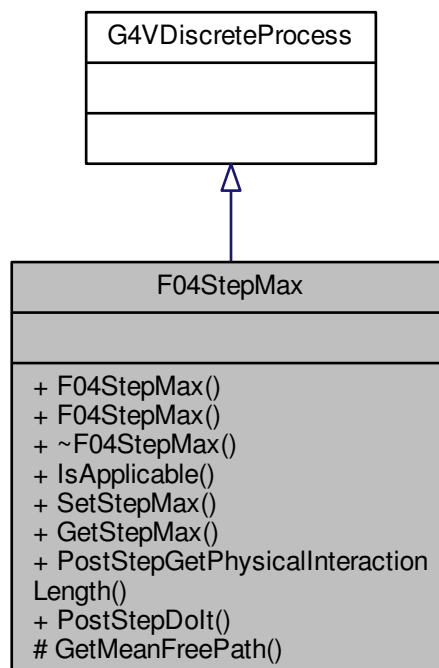 G4VDiscreteProcess
F04StepMax
+ F04StepMax()
+ F04StepMax()
+ ~F04StepMax()
+ IsApplicable()
+ SetStepMax()
+ GetStepMax()
+ PostStepGetPhysicalInteraction
Length()
+ PostStepDoIt()
# GetMeanFreePath()